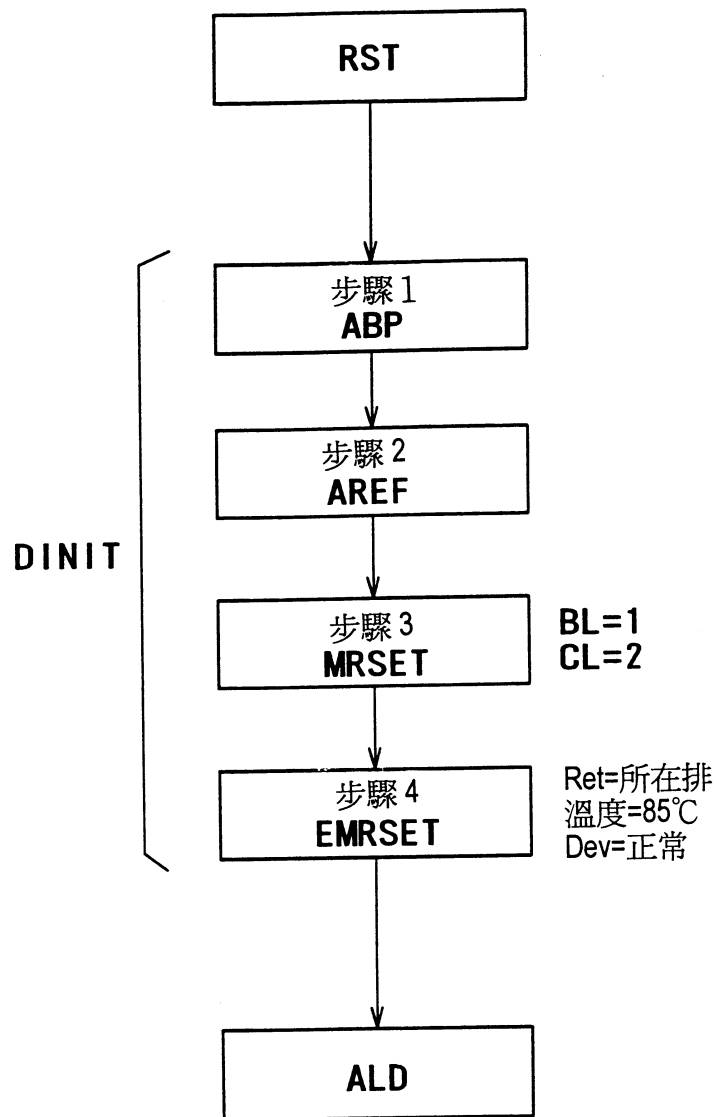 RST
步驟1
ABP
步驟2
AREF
DINIT
步驟3
MRSET
BL=1
CL=2
步驟4
EMRSET
Ret=所在排
溫度=85℃
Dev=正常
ALD